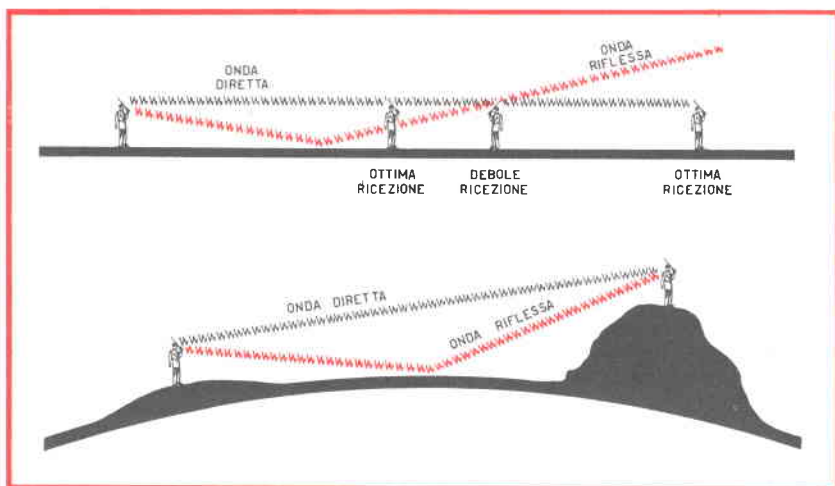 ONDA
DIRETTA
ONDA
RIFLESSA
OTTIMA
RICEZIONE
DEBOLE
RICEZIONE
OTTIMA
RICEZIONE
ONDA DIRETTA
ONDA RIFLESSA